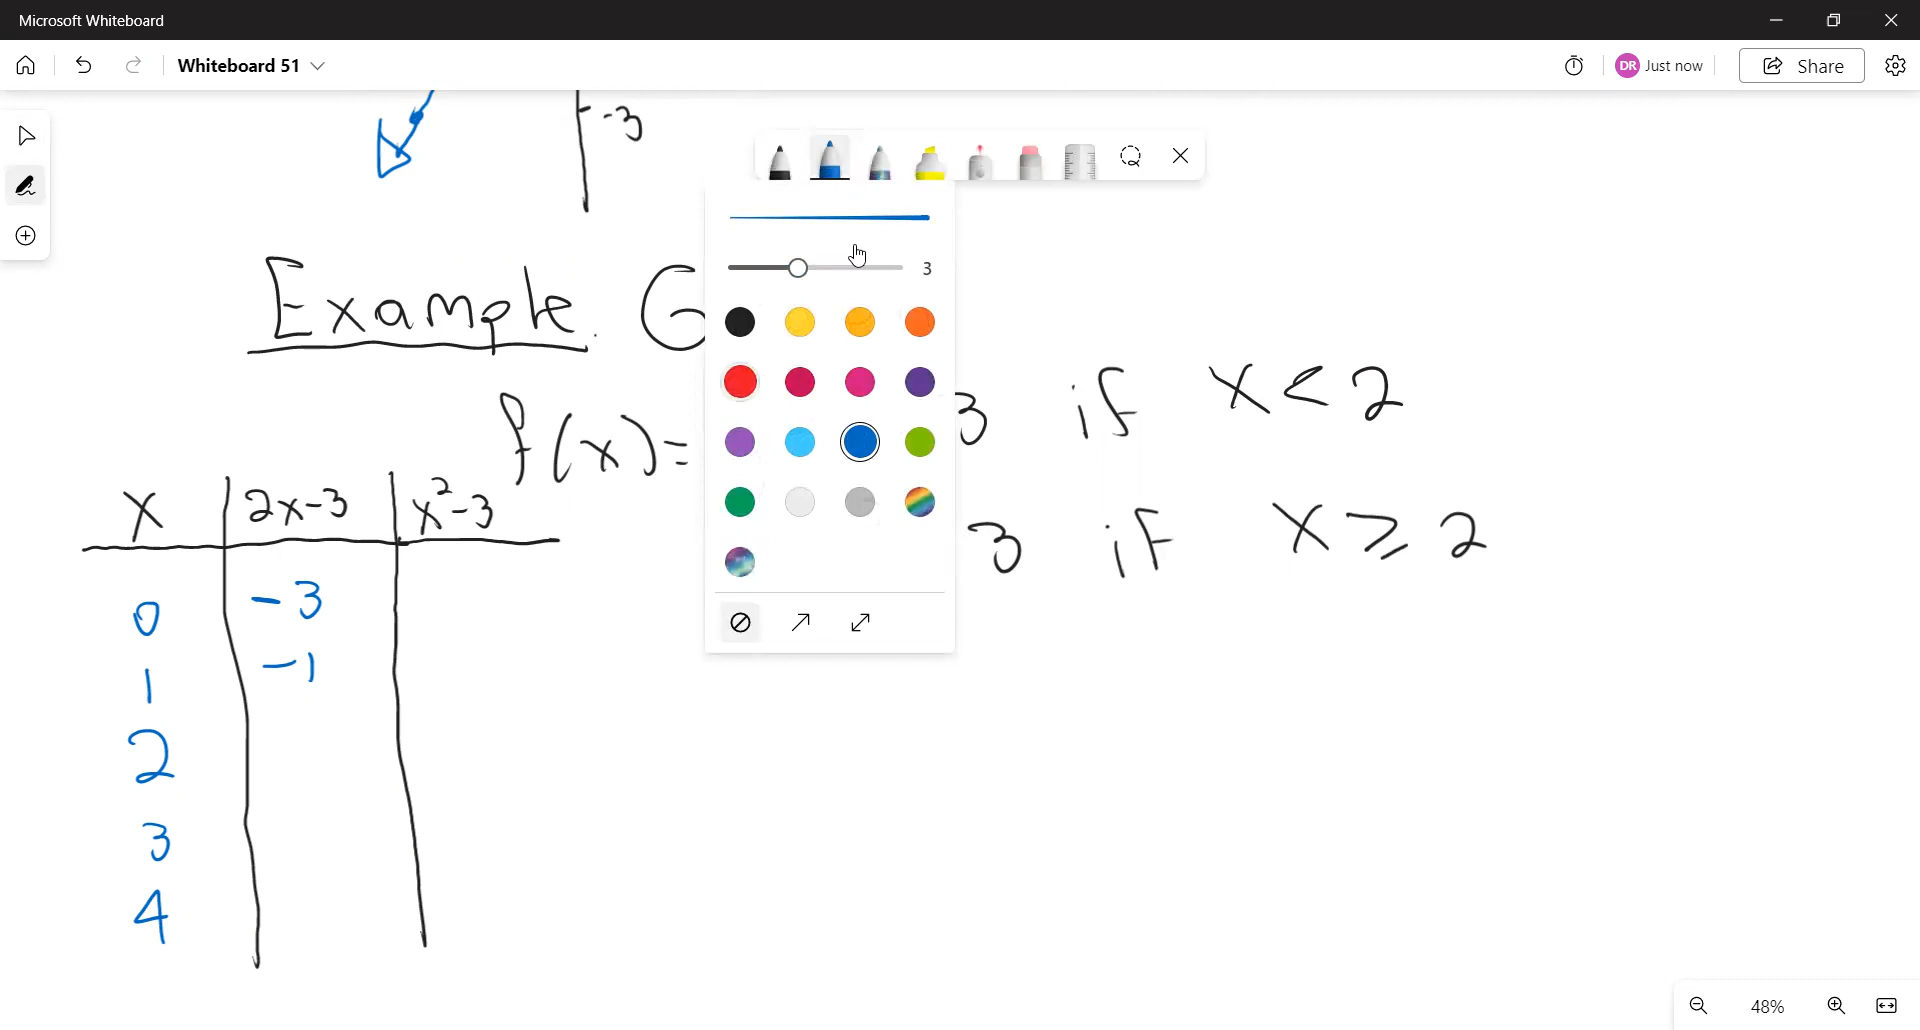 Microsoft Whiteboard
Whiteboard 51
DR Just now
Share
-3
3
Example. G
f(x)=
3 if x<2
3 if x≥2
x 2x-3 x²-3
0 -3
1 -1
2
3
4
48%